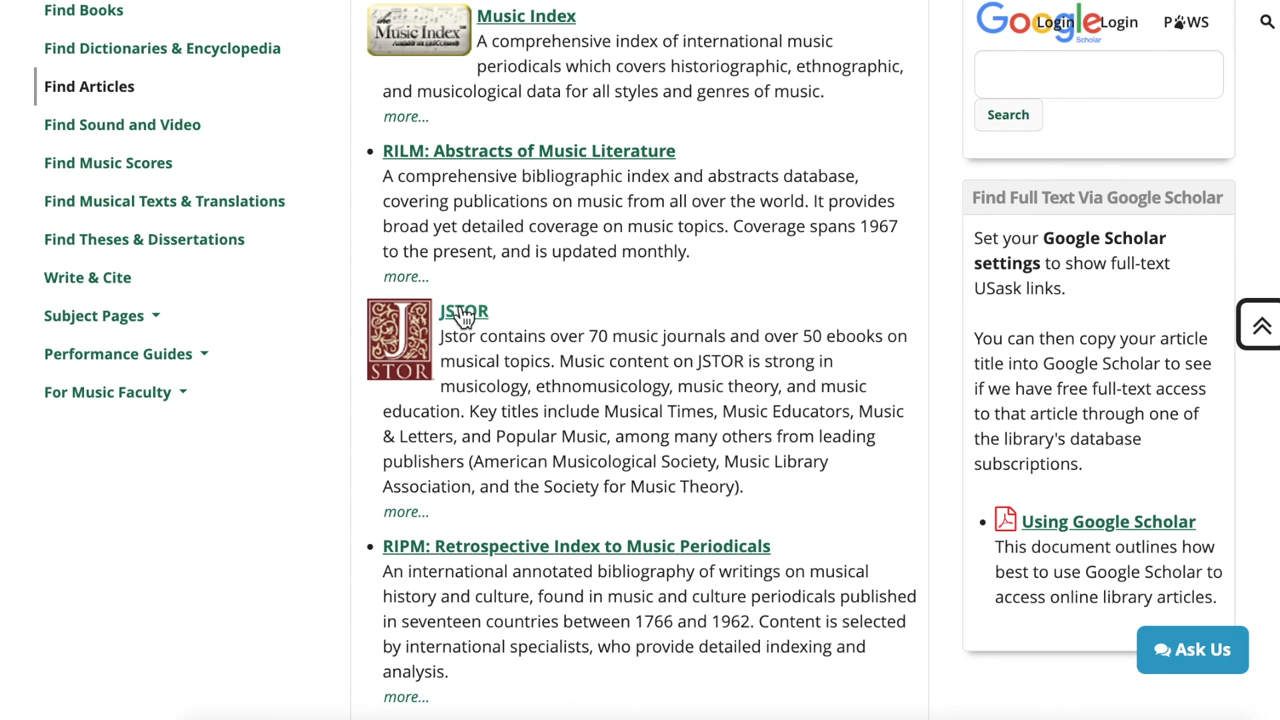 Find Books
Find Dictionaries & Encyclopedia
Find Articles
Find Sound and Video
Find Music Scores
Find Musical Texts & Translations
Find Theses & Dissertations
Write & Cite
Subject Pages
Performance Guides
For Music Faculty
the
Music Index™
Music Index
A comprehensive index of international music
periodicals which covers historiographic, ethnographic,
and musicological data for all styles and genres of music.
more...
RILM: Abstracts of Music Literature
A comprehensive bibliographic index and abstracts database,
covering publications on music from all over the world. It provides
broad yet detailed coverage on music topics. Coverage spans 1967
to the present, and is updated monthly.
more...
J
STOR
JSTOR
Jstor contains over 70 music journals and over 50 ebooks on
musical topics. Music content on JSTOR is strong in
musicology, ethnomusicology, music theory, and music
education. Key titles include Musical Times, Music Educators, Music
& Letters, and Popular Music, among many others from leading
publishers (American Musicological Society, Music Library
Association, and the Society for Music Theory).
more...
RIPM: Retrospective Index to Music Periodicals
An international annotated bibliography of writings on musical
history and culture, found in music and culture periodicals published
in seventeen countries between 1766 and 1962. Content is selected
by international specialists, who provide detailed indexing and
analysis.
more...
Google
Scholar
Login Login PAWS
Search
Find Full Text Via Google Scholar
Set your Google Scholar
settings to show full-text
USask links.
You can then copy your article
title into Google Scholar to see
if we have free full-text access
to that article through one of
the library's database
subscriptions.
Using Google Scholar
This document outlines how
best to use Google Scholar to
access online library articles.
Ask Us